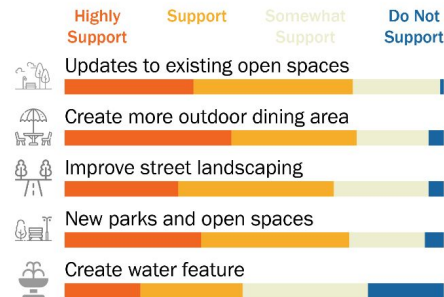 Highly Support
Support
Somewhat Support
Do Not Support
Updates to existing open spaces
Create more outdoor dining area
Improve street landscaping
New parks and open spaces
Create water feature